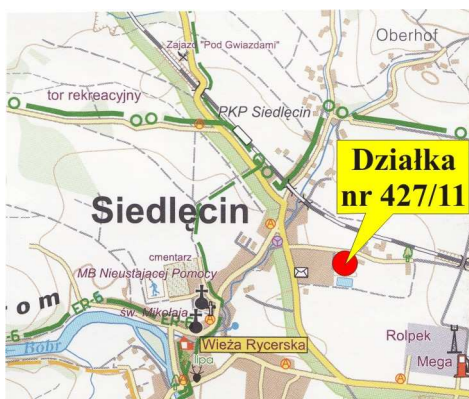 Zajazd "Pod Gwiazdami"
Oberhof
tor rekreacyjny
PKP Siedlęcin
Działka
nr 427/11
Siedlęcin
cmentarz
MB Nieustającej Pomocy
św. Mikołaja
ER-6
Bóbr
Wieża Rycerska
lipa
Rolpek
Mega